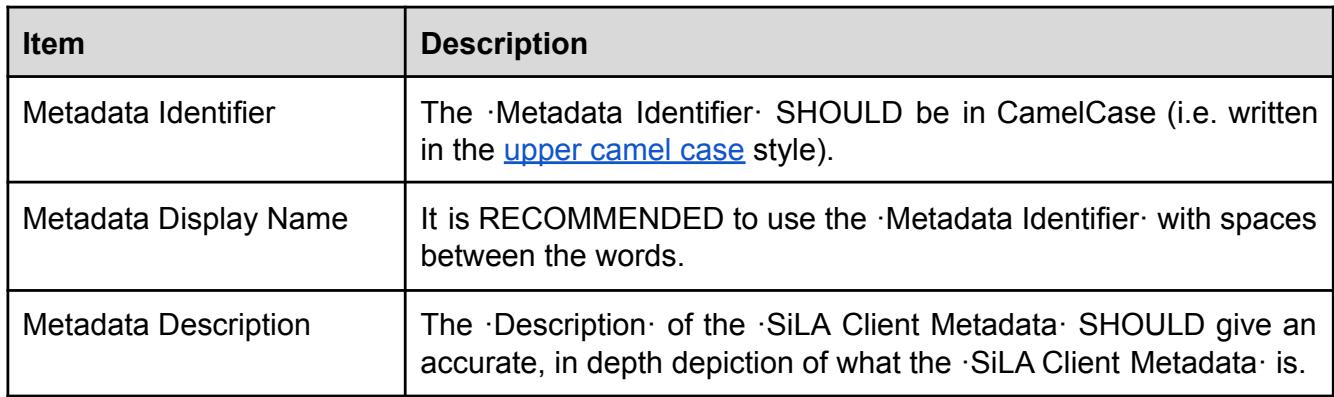 Item Description
Metadata Identifier The ·Metadata Identifier· SHOULD be in CamelCase (i.e. written
in the upper camel case style).
Metadata Display Name It is RECOMMENDED to use the ·Metadata Identifier· with spaces
between the words.
Metadata Description The ·Description· of the ·SiLA Client Metadata· SHOULD give an
accurate, in depth depiction of what the ·SiLA Client Metadata· is.